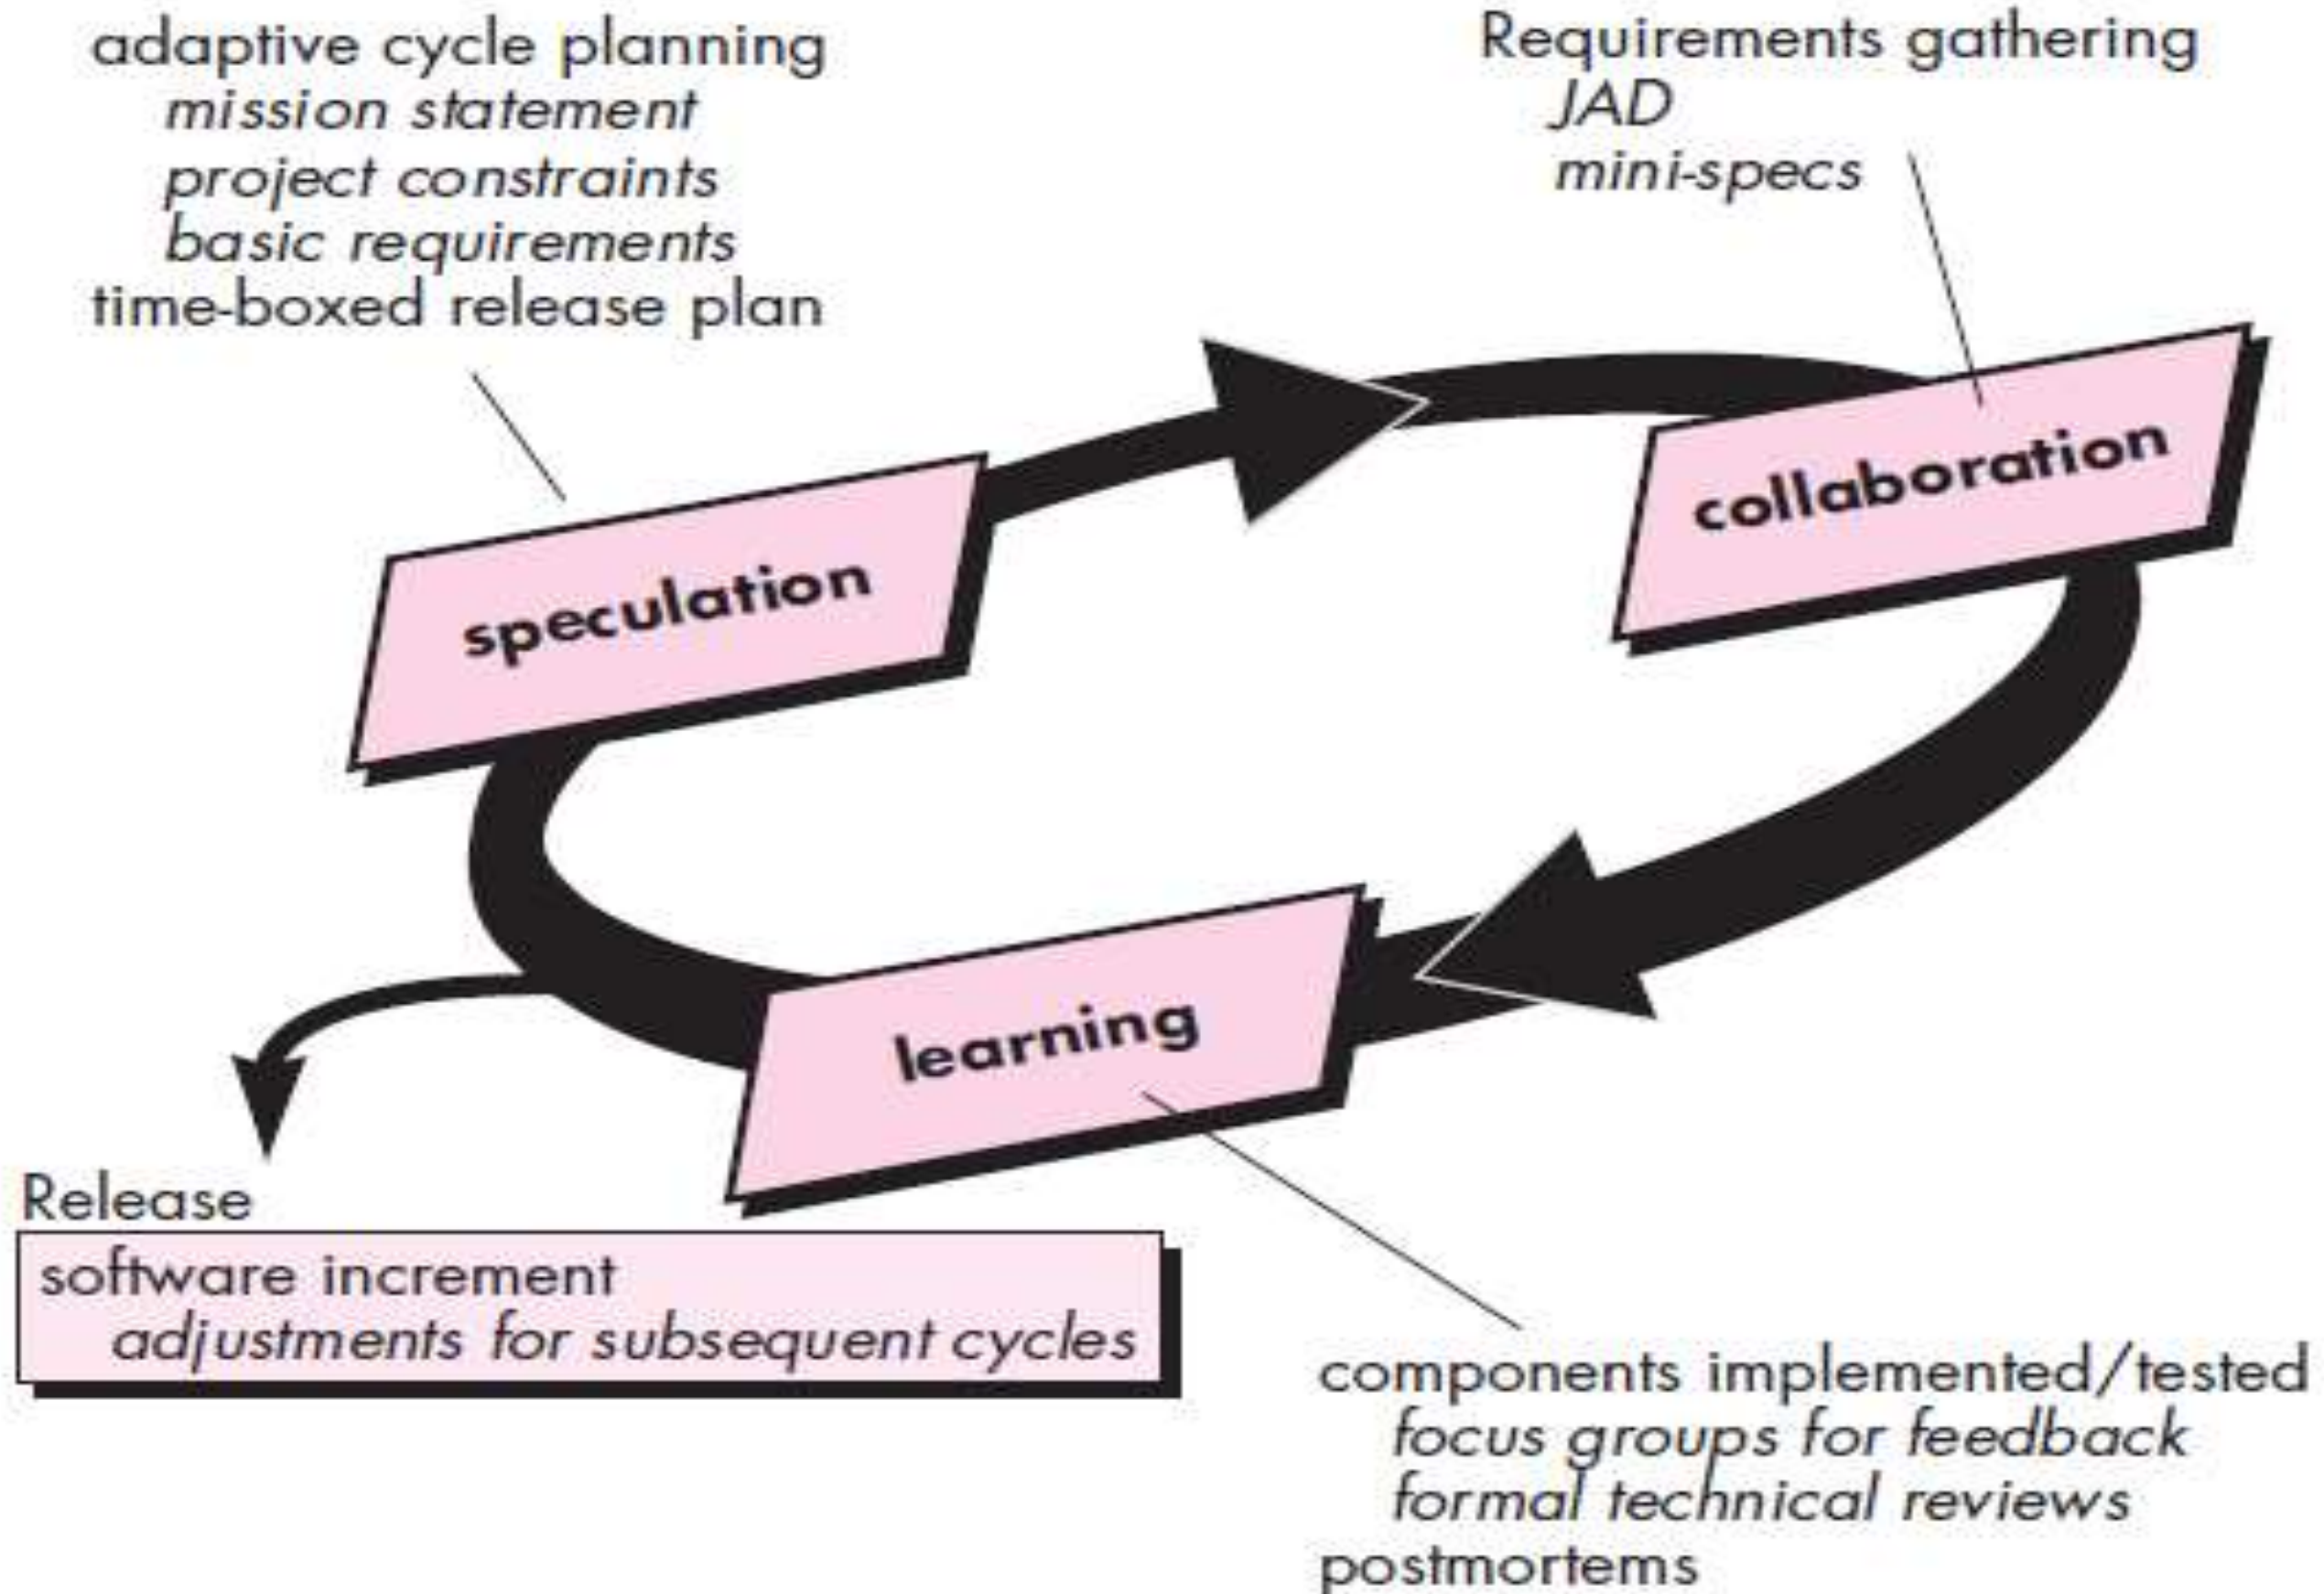 adaptive cycle planning
mission statement
project constraints
basic requirements
time-boxed release plan
Requirements gathering
JAD
mini-specs
speculation
collaboration
learning
Release
software increment
adjustments for subsequent cycles
components implemented/tested
focus groups for feedback
formal technical reviews
postmortems